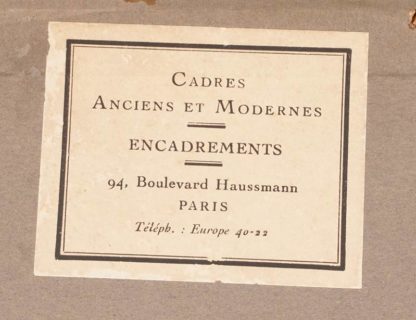 CADRES
ANCIENS ET MODERNES
ENCADREMENTS
94, Boulevard Haussmann
PARIS
Téléph. : Europe 40-22